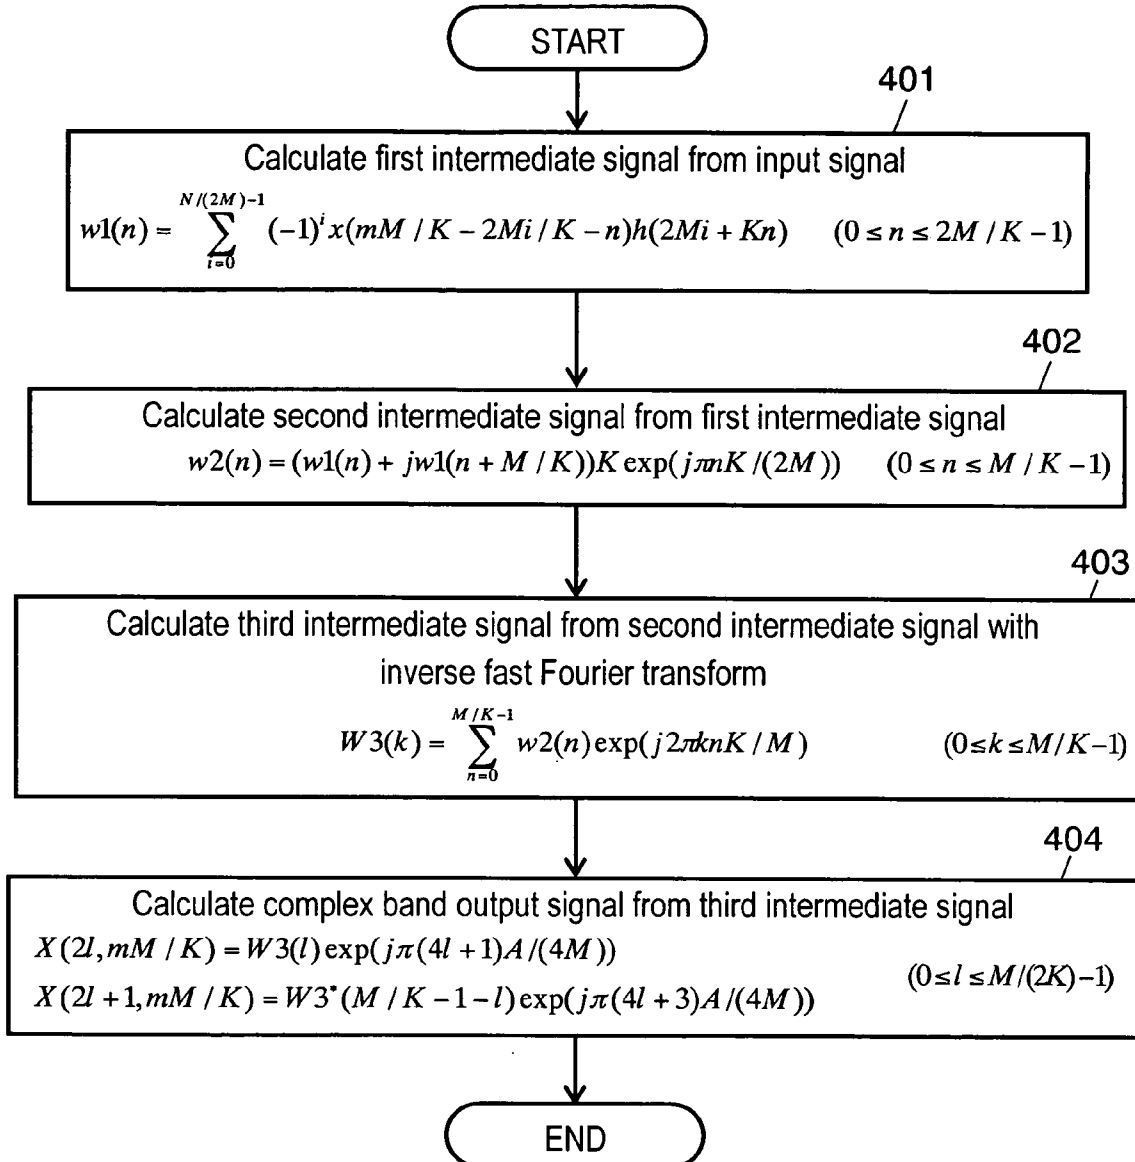 START
401
Calculate first intermediate signal from input signal
w1(n) = \sum_{i=0}^{N/(2M)-1} (-1)^i x(mM / K - 2Mi / K - n)h(2Mi + Kn) (0 ≤ n ≤ 2M / K - 1)
402
Calculate second intermediate signal from first intermediate signal
w2(n) = (w1(n) + jw1(n + M / K))K exp(jπnK /(2M)) (0 ≤ n ≤ M / K - 1)
403
Calculate third intermediate signal from second intermediate signal with
inverse fast Fourier transform
W3(k) = \sum_{n=0}^{M/K-1} w2(n) exp(j2πknK / M) (0≤k≤M/K-1)
404
Calculate complex band output signal from third intermediate signal
X(2l, mM / K) = W3(l) exp(jπ(4l + 1)A /(4M))
X(2l + 1, mM / K) = W3*(M / K - 1 - l) exp(jπ(4l + 3)A /(4M))
(0≤l≤M/(2K)-1)
END